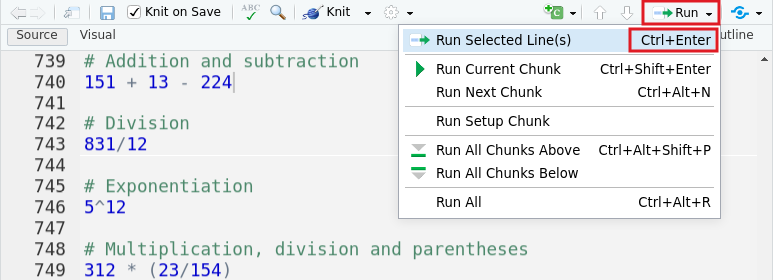 Knit on Save ABC Knit C Run
Source Visual utline
Run Selected Line(s) Ctrl+Enter
Run Current Chunk Ctrl+Shift+Enter
Run Next Chunk Ctrl+Alt+N
Run Setup Chunk
Run All Chunks Above Ctrl+Alt+Shift+P
Run All Chunks Below
Run All Ctrl+Alt+R
739 # Addition and subtraction
740 151 + 13 - 224
741
742 # Division
743 831/12
744
745 # Exponentiation
746 5^12
747
748 # Multiplication, division and parentheses
749 312 * (23/154)